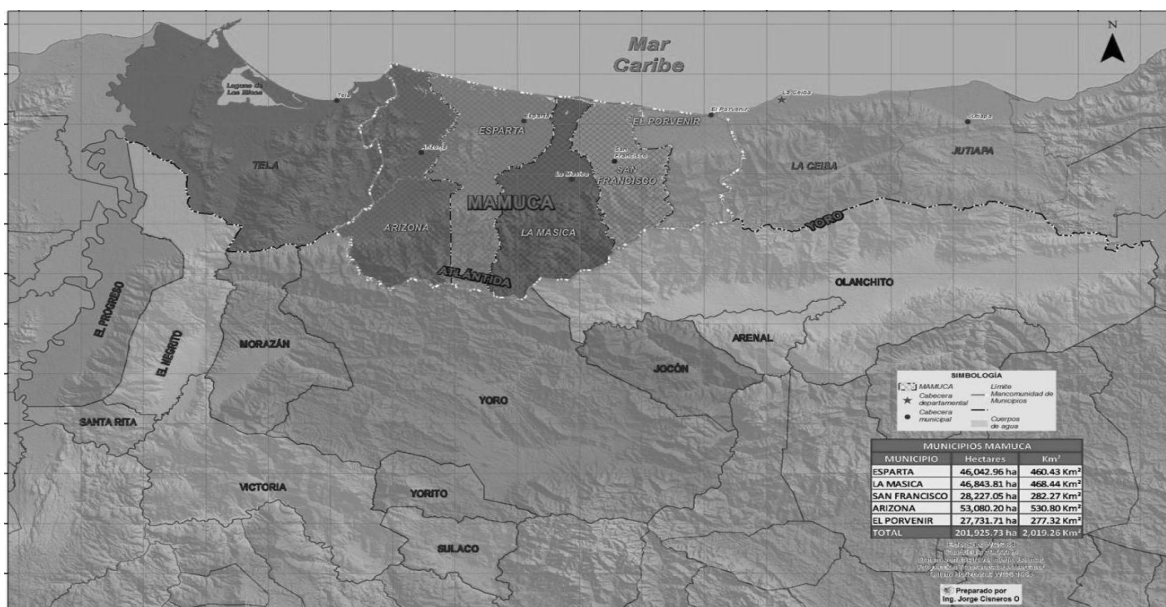 N
Mar
Caribe
Laguna de
Los Micos
Tela
La Ceiba
El Porvenir
Jutiapa
Esparta
EL PORVENIR
ESPARTA
Arizona
San
Francisco
TELA
LA CEIBA
JUTIAPA
La Masica
SAN
FRANCISCO
MAMUCA
ARIZONA
LA MASICA
YORO
ATLÁNTIDA
OLANCHITO
EL PROGRESO
EL NEGRITO
MORAZÁN
ARENAL
JOCÓN
YORO
SANTA RITA
VICTORIA
YORITO
SULACO
SIMBOLOGÍA
MAMUCA
Cabecera
departamental
Cabecera
municipal
Límite
Mancomunidad de
Municipios
Cuerpos
de agua
MUNICIPIOS MAMUCA
MUNICIPIO Hectares Km²
ESPARTA 46,042.96 ha 460.43 Km²
LA MASICA 46,843.81 ha 468.44 Km²
SAN FRANCISCO 28,227.05 ha 282.27 Km²
ARIZONA 53,080.20 ha 530.80 Km²
EL PORVENIR 27,731.71 ha 277.32 Km²
TOTAL 201,925.73 ha 2,019.26 Km²
Preparado por
Ing. Jorge Cisneros O